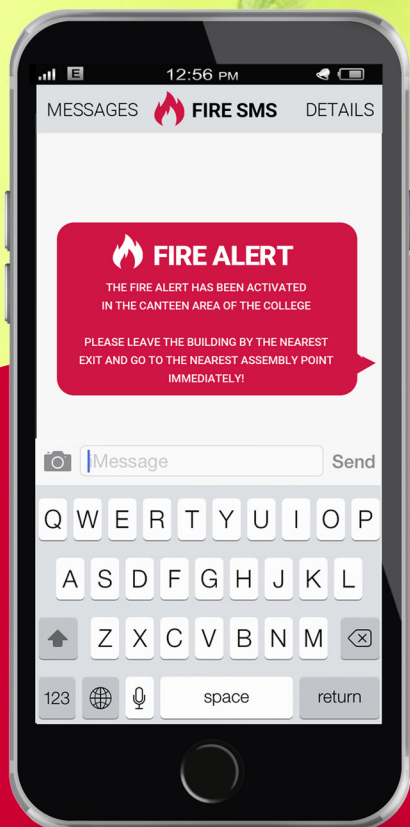 E 12:56 PM
MESSAGES FIRE SMS DETAILS
FIRE ALERT
THE FIRE ALERT HAS BEEN ACTIVATED
IN THE CANTEEN AREA OF THE COLLEGE
PLEASE LEAVE THE BUILDING BY THE NEAREST
EXIT AND GO TO THE NEAREST ASSEMBLY POINT
IMMEDIATELY!
iMessage Send
Q W E R T Y U I O P
A S D F G H J K L
Z X C V B N M
123 space return